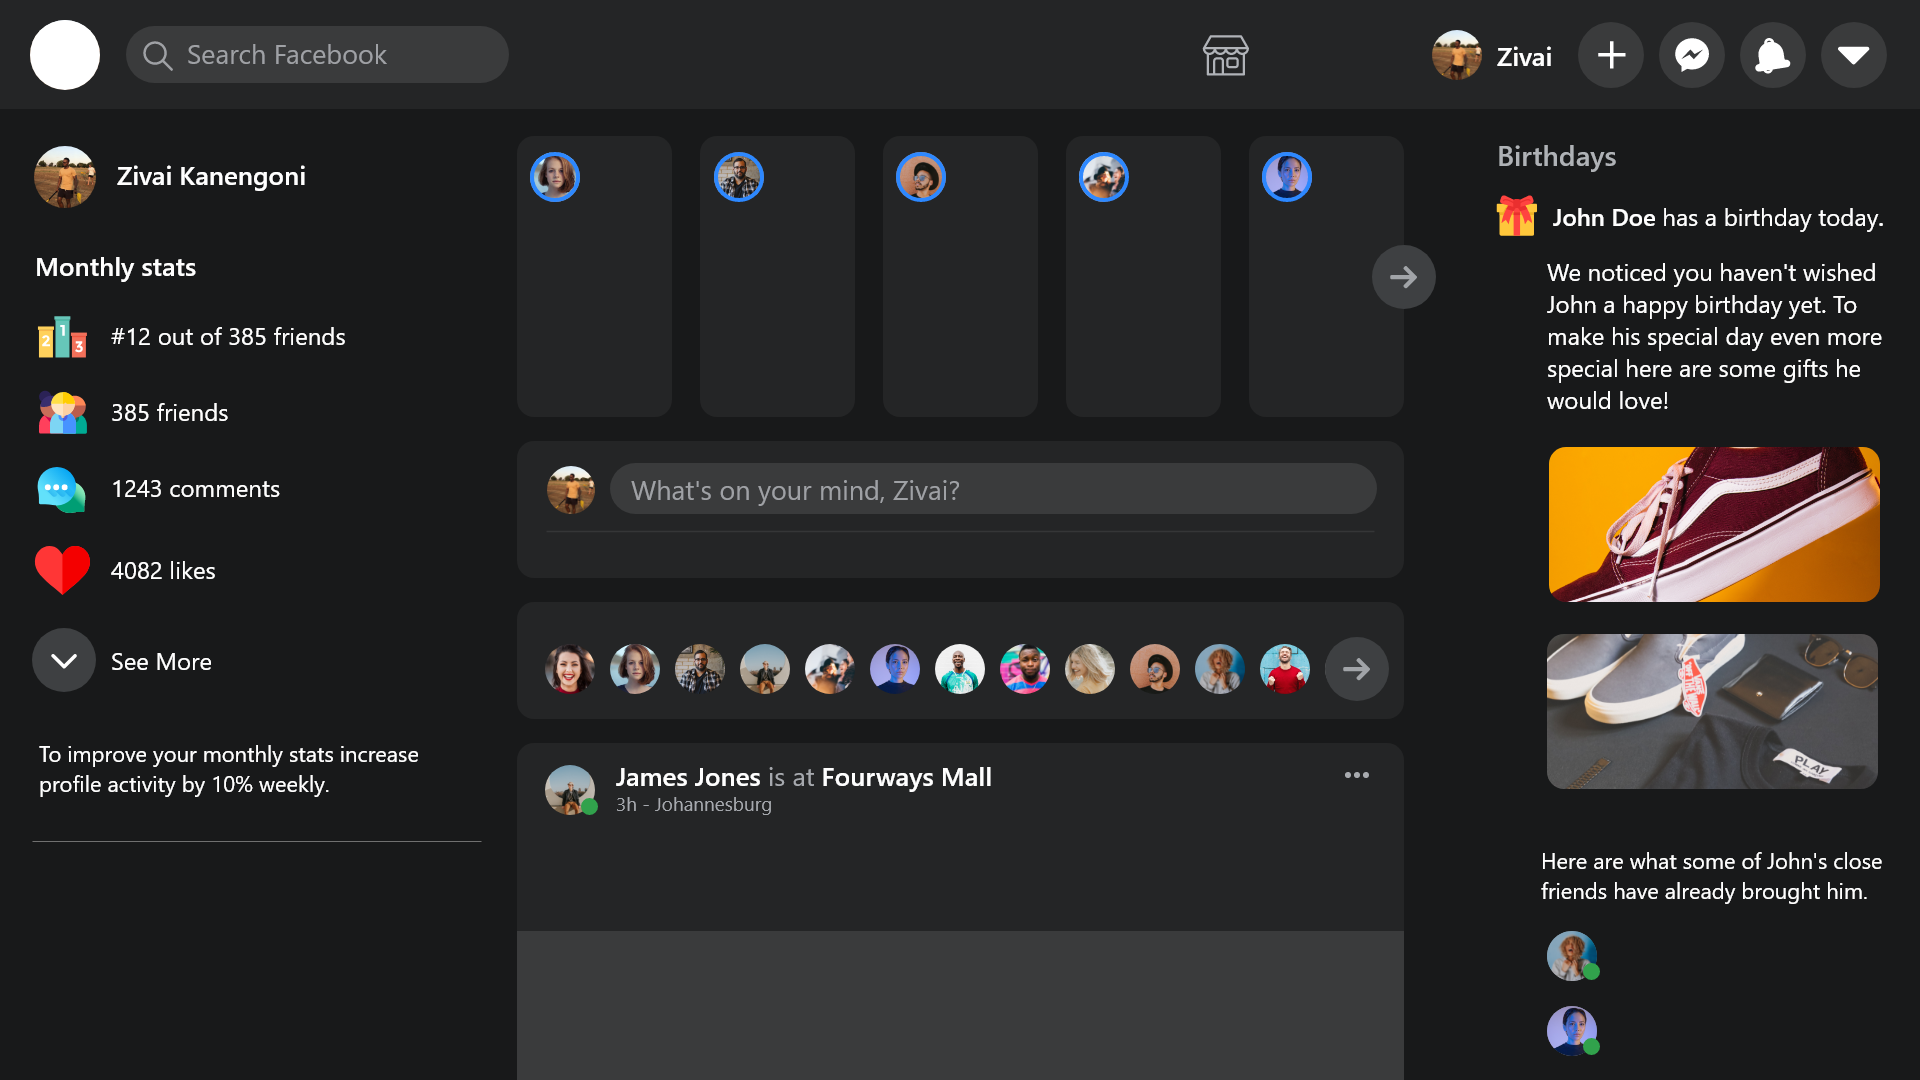 Search Facebook
Zivai
Zivai Kanengoni
Monthly stats
1
2
3
#12 out of 385 friends
385 friends
1243 comments
4082 likes
See More
To improve your monthly stats increase
profile activity by 10% weekly.
What's on your mind, Zivai?
James Jones is at Fourways Mall
3h - Johannesburg
Birthdays
John Doe has a birthday today.
We noticed you haven't wished
John a happy birthday yet. To
make his special day even more
special here are some gifts he
would love!
PLAY
Here are what some of John's close
friends have already brought him.